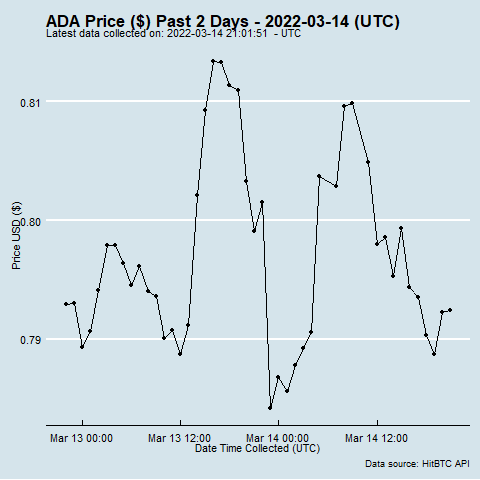 ADA Price ($) Past 2 Days - 2022-03-14 (UTC)
Latest data collected on: 2022-03-14 21:01:51 - UTC
0.81
0.80
0.79
Price USD ($)
Mar 13 00:00 Mar 13 12:00 Mar 14 00:00 Mar 14 12:00
Date Time Collected (UTC)
Data source: HitBTC API